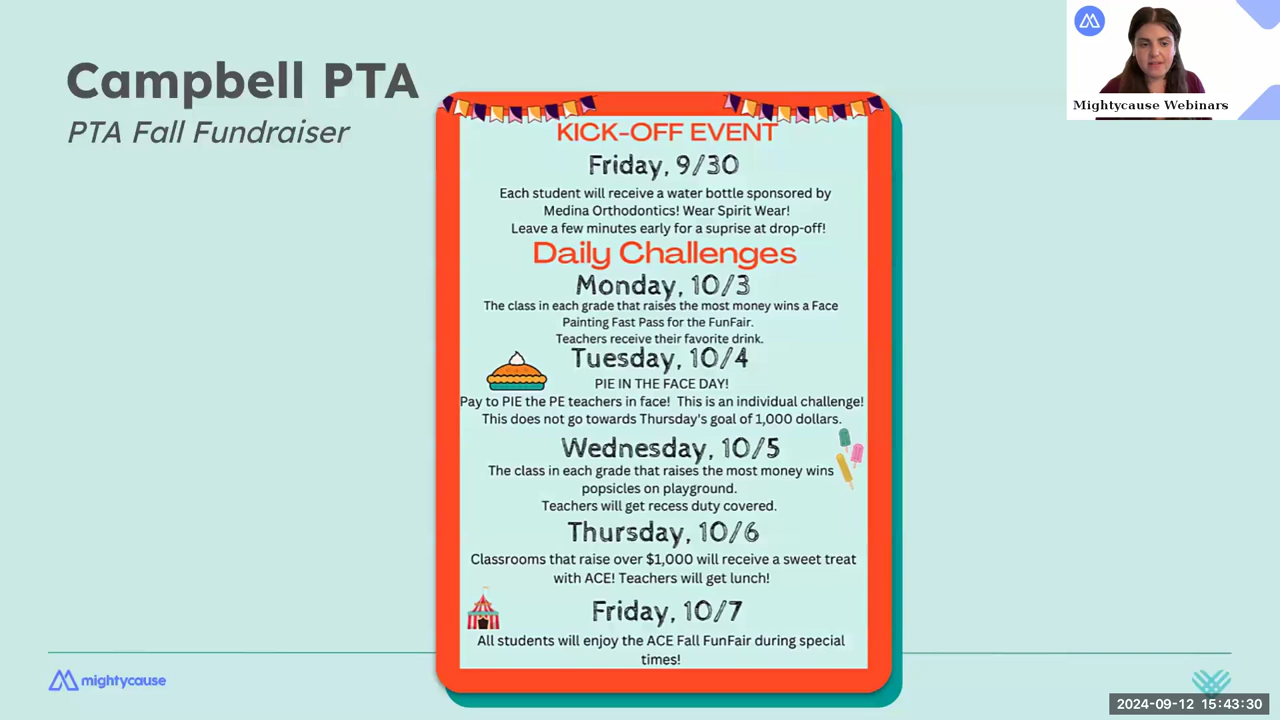 Campbell PTA
PTA Fall Fundraiser
KICK-OFF EVENT
Friday, 9/30
Each student will receive a water bottle sponsored by
Medina Orthodontics! Wear Spirit Wear!
Leave a few minutes early for a suprise at drop-off!
Daily Challenges
Monday, 10/3
The class in each grade that raises the most money wins a Face
Painting Fast Pass for the FunFair.
Teachers receive their favorite drink.
Tuesday, 10/4
PIE IN THE FACE DAY!
Pay to PIE the PE teachers in face! This is an individual challenge!
This does not go towards Thursday's goal of 1,000 dollars.
Wednesday, 10/5
The class in each grade that raises the most money wins
popsicles on playground.
Teachers will get recess duty covered.
Thursday, 10/6
Classrooms that raise over $1,000 will receive a sweet treat
with ACE! Teachers will get lunch!
Friday, 10/7
All students will enjoy the ACE Fall FunFair during special
times!
mightycause
Mightycause Webinars
2024-09-12 15:43:30